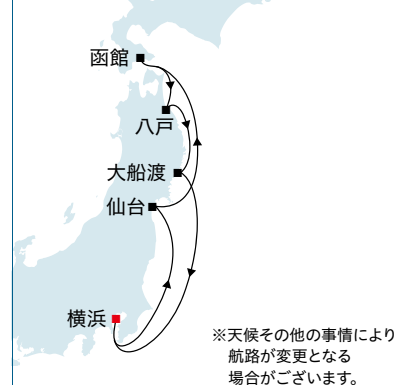 函館
八戸
大船渡
仙台
横浜
※天候その他の事情により
航路が変更となる
場合がございます。